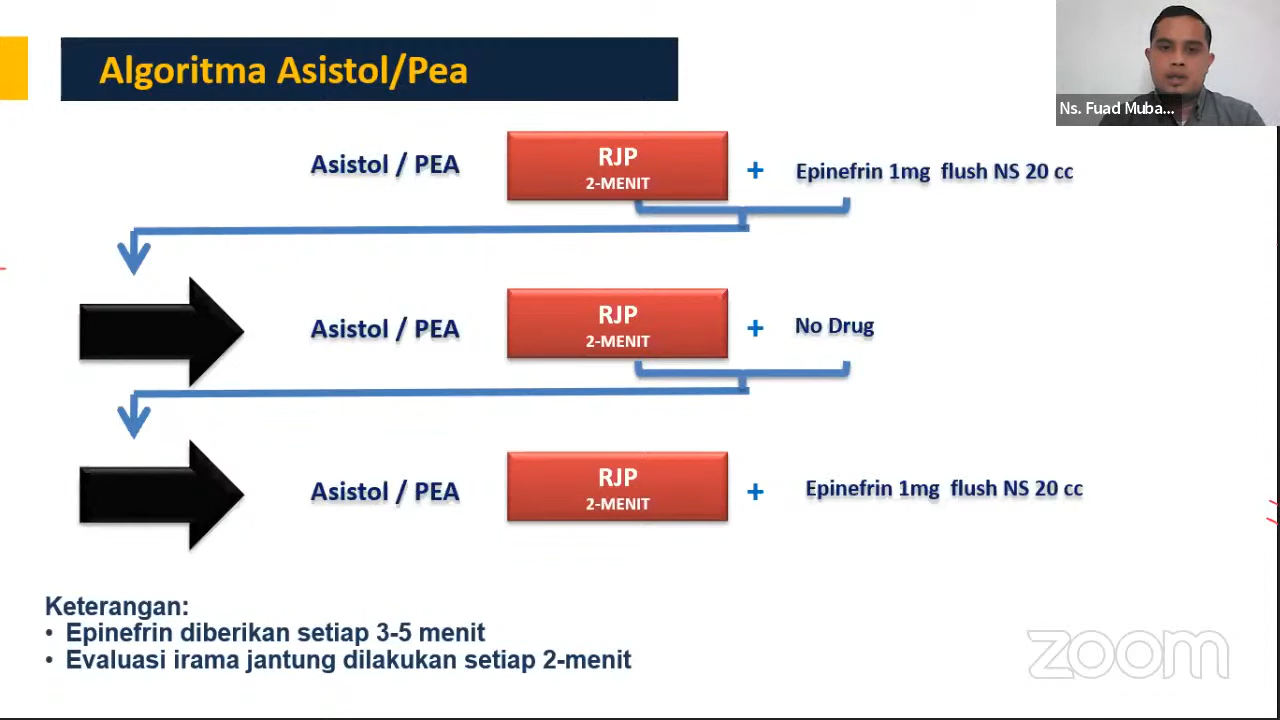 Algoritma Asistol/Pea
Ns. Fuad Muba...
Asistol / PEA
RJP
2-MENIT
+
Epinefrin 1mg flush NS 20 cc
Asistol / PEA
RJP
2-MENIT
+
No Drug
Asistol / PEA
RJP
2-MENIT
+
Epinefrin 1mg flush NS 20 cc
Keterangan:
• Epinefrin diberikan setiap 3-5 menit
• Evaluasi irama jantung dilakukan setiap 2-menit
zoom